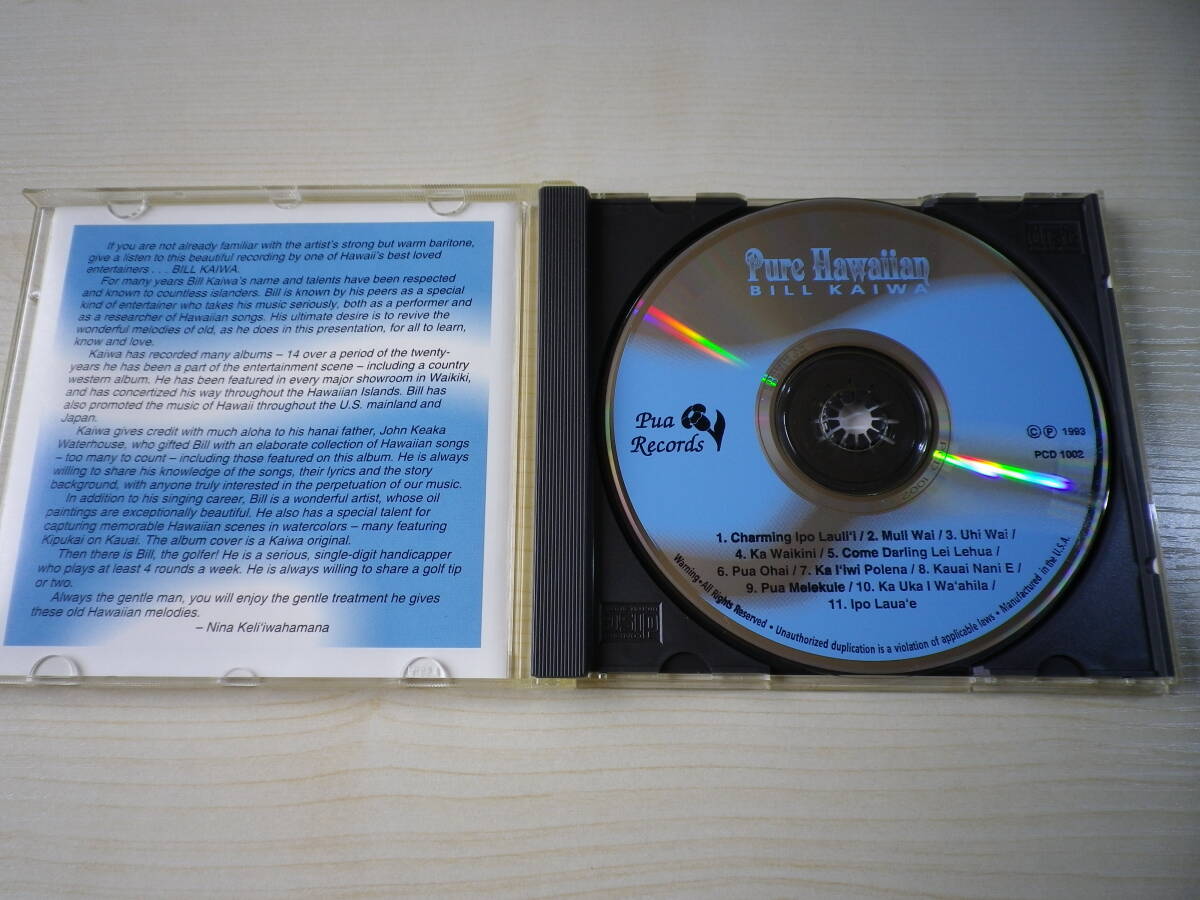 If you are not already familiar with the artist's strong but warm baritone,
give a listen to this beautiful recording by one of Hawaii's best loved
entertainers . . . BILL KAIWA.
For many years Bill Kaiwa's name and talents have been respected
and known to countless islanders. Bill is known by his peers as a special
kind of entertainer who takes his music seriously, both as a performer and
as a researcher of Hawaiian songs. His ultimate desire is to revive the
wonderful melodies of old, as he does in this presentation, for all to learn,
know and love.
Kaiwa has recorded many albums – 14 over a period of the twenty-
years he has been a part of the entertainment scene – including a country
western album. He has been featured in every major showroom in Waikiki,
and has concertized his way throughout the Hawaiian Islands. Bill has
also promoted the music of Hawaii throughout the U.S. mainland and
Japan.
Kaiwa gives credit with much aloha to his hanai father, John Keaka
Waterhouse, who gifted Bill with an elaborate collection of Hawaiian songs
– too many to count – including those featured on this album. He is always
willing to share his knowledge of the songs, their lyrics and the story
background, with anyone truly interested in the perpetuation of our music.
In addition to his singing career, Bill is a wonderful artist, whose oil
paintings are exceptionally beautiful. He also has a special talent for
capturing memorable Hawaiian scenes in watercolors – many featuring
Kipukai on Kauai. The album cover is a Kaiwa original.
Then there is Bill, the golfer! He is a serious, single-digit handicapper
who plays at least 4 rounds a week. He is always willing to share a golf tip
or two.
Always the gentle man, you will enjoy the gentle treatment he gives
these old Hawaiian melodies.
– Nina Keli'iwahamana
Pure Hawaiian
BILL KAIWA
Pua
Records
© ℗ 1993
PCD 1002
1. Charming Ipo Lauli'i / 2. Muli Wai / 3. Uhi Wai /
4. Ka Waikini / 5. Come Darling Lei Lehua /
6. Pua Ohai / 7. Ka I'iwi Polena / 8. Kauai Nani E /
9. Pua Melekule / 10. Ka Uka I Wa'ahila /
11. Ipo Laua'e
Warning • All Rights Reserved • Unauthorized duplication is a violation of applicable laws • Manufactured in the U.S.A.